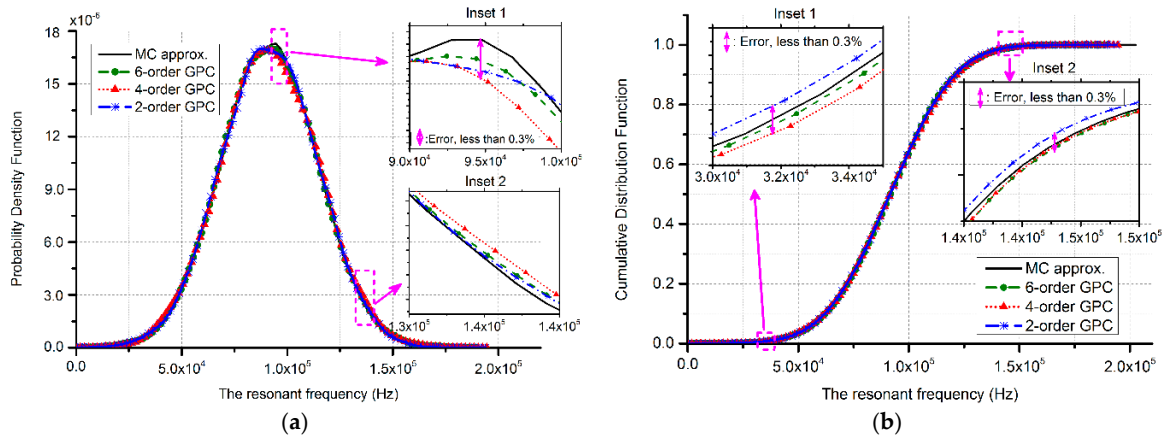 Inset 1
18
×10⁻⁶
MC approx.
6-order GPC
4-order GPC
2-order GPC
15
12
9.0
6.0
3.0
0.0
Probability Density Function
:Error, less than 0.3%
9.0x10⁴
9.5x10⁴
10.0x10⁴
Inset 2
1.3x10⁵
1.4x10⁵
1.4x10⁵
0.0
5.0x10⁴
1.0x10⁵
1.5x10⁵
2.0x10⁵
The resonant frequency (Hz)
(a)
Inset 1
: Error, less than 0.3%
3.0x10⁴
3.2x10⁴
3.4x10⁴
Inset 2
: Error, less than 0.3%
1.4x10⁵
1.4x10⁵
1.5x10⁵
1.5x10⁵
1.0
0.8
0.6
0.4
0.2
0.0
Cumulative Distribution Function
MC approx.
6-order GPC
4-order GPC
2-order GPC
0.0
5.0x10⁴
1.0x10⁵
1.5x10⁵
2.0x10⁵
The resonant frequency (Hz)
(b)